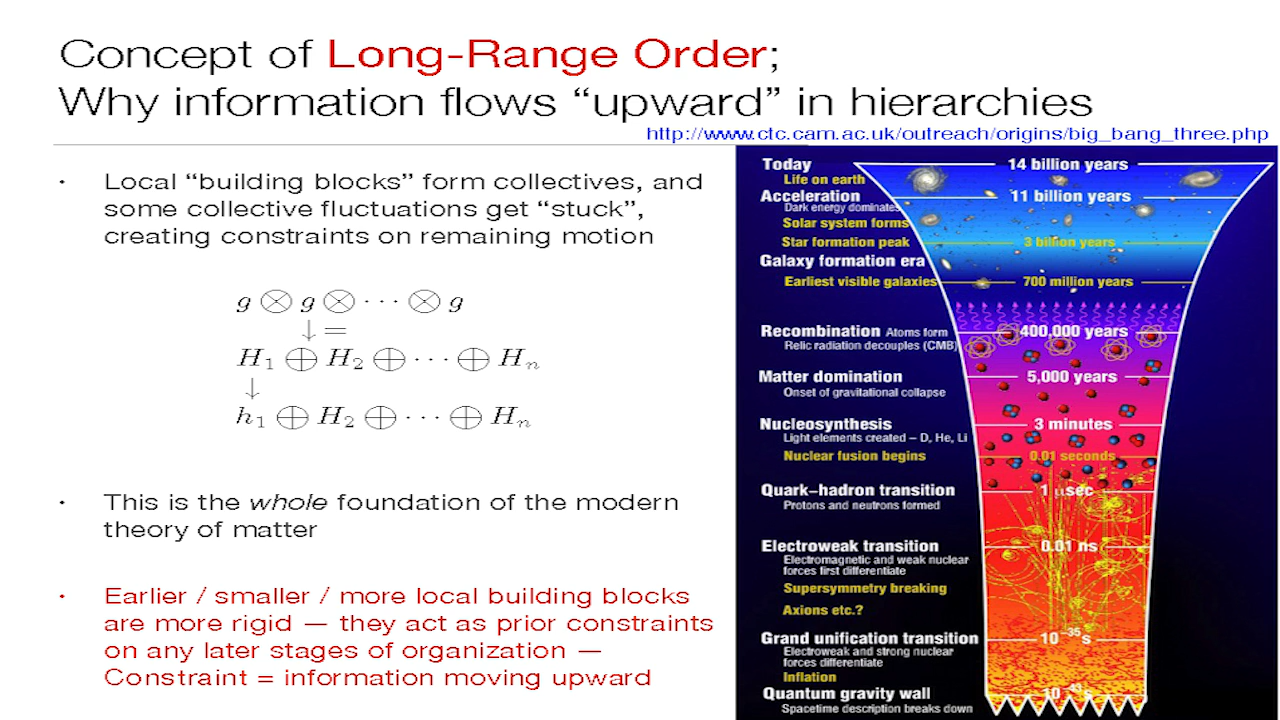 Concept of Long-Range Order;
Why information flows “upward” in hierarchies
http://www.ctc.cam.ac.uk/outreach/origins/big_bang_three.php
• Local “building blocks” form collectives, and
some collective fluctuations get “stuck”,
creating constraints on remaining motion
g ⊗ g ⊗ ··· ⊗ g
↓ =
H₁ ⊕ H₂ ⊕ ··· ⊕ Hₙ
↓
h₁ ⊕ H₂ ⊕ ··· ⊕ Hₙ
• This is the whole foundation of the modern
theory of matter
• Earlier / smaller / more local building blocks
are more rigid — they act as prior constraints
on any later stages of organization —
Constraint = information moving upward
Today 14 billion years
Life on earth
Acceleration 11 billion years
Dark energy dominates
Solar system forms
Star formation peak 3 billion years
Galaxy formation era
Earliest visible galaxies 700 million years
Recombination Atoms form 400,000 years
Relic radiation decouples (CMB)
Matter domination 5,000 years
Onset of gravitational collapse
Nucleosynthesis 3 minutes
Light elements created – D, He, Li
Nuclear fusion begins 0.01 seconds
Quark–hadron transition 1 μsec
Protons and neutrons formed
Electroweak transition 0.01 ns
Electromagnetic and weak nuclear
forces first differentiate
Supersymmetry breaking
Axions etc.?
Grand unification transition 10⁻³⁵s
Electroweak and strong nuclear
forces differentiate
Inflation
Quantum gravity wall 10⁻⁴³s
Spacetime description breaks down